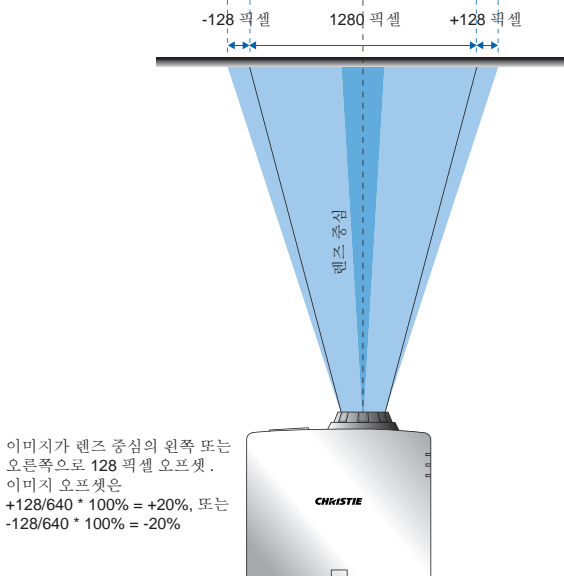 -128 픽셀 1280 픽셀 +128 픽셀
렌즈 중심
이미지가 렌즈 중심의 왼쪽 또는
오른쪽으로 128 픽셀 오프셋 .
이미지 오프셋은
+128/640 * 100% = +20%, 또는
-128/640 * 100% = -20%
CHRISTIE